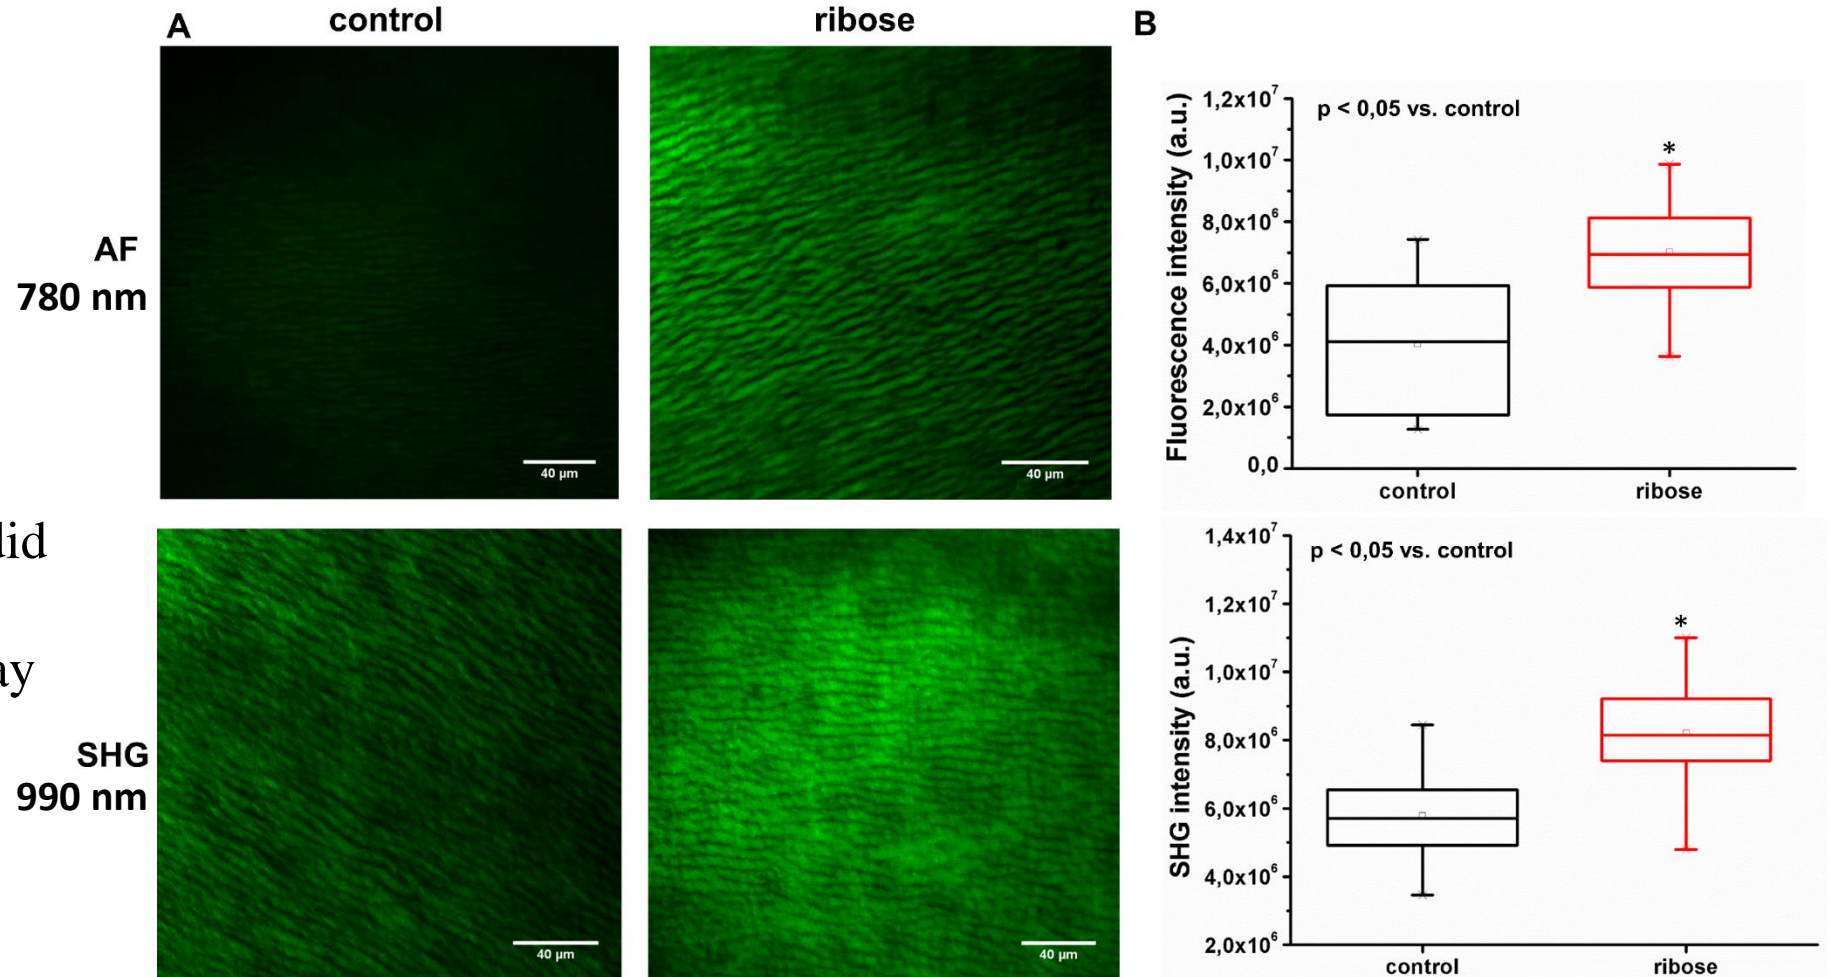 A
control
ribose
B
AF
780 nm
40 µm
40 µm
did
ay
SHG
990 nm
40 µm
40 µm
Fluorescence intensity (a.u.)
p < 0,05 vs. control
1,2x10⁷
1,0x10⁷
8,0x10⁶
6,0x10⁶
4,0x10⁶
2,0x10⁶
0,0
*
control
ribose
SHG intensity (a.u.)
p < 0,05 vs. control
1,4x10⁷
1,2x10⁷
1,0x10⁷
8,0x10⁶
6,0x10⁶
4,0x10⁶
2,0x10⁶
*
control
ribose